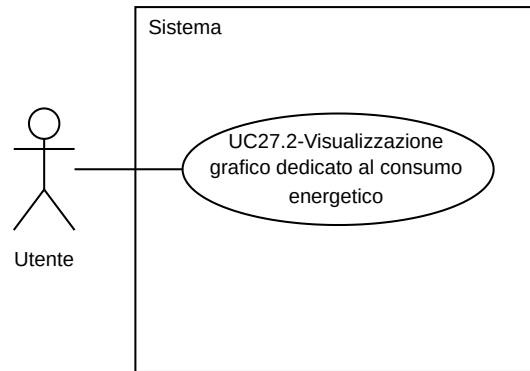 Sistema
UC27.2-Visualizzazione
grafico dedicato al consumo
energetico
Utente